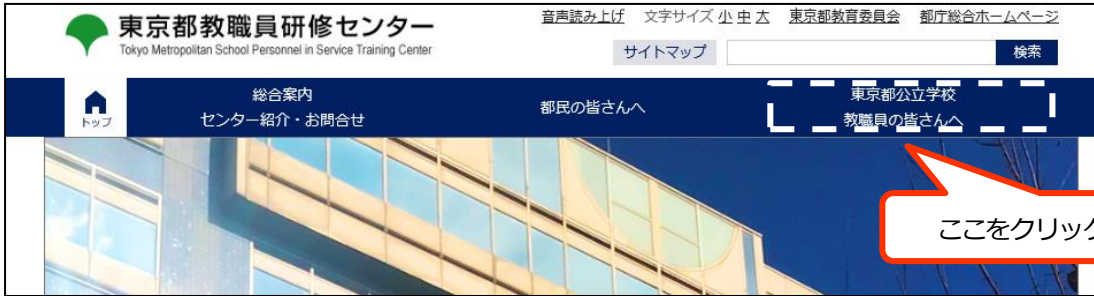 東京都教職員研修センター
Tokyo Metropolitan School Personnel in Service Training Center
音声読み上げ 文字サイズ 小 中 大 東京都教育委員会 都庁総合ホームページ
サイトマップ 検索
トップ
総合案内
センター紹介・お問合せ
都民の皆さんへ
東京都公立学校
教職員の皆さんへ
ここをクリック